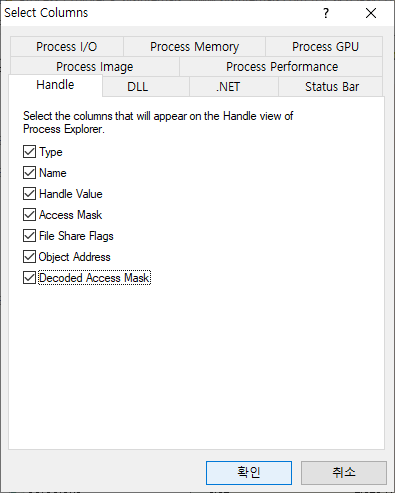 Select Columns
Process I/O
Process Memory
Process GPU
Process Image
Process Performance
Handle
DLL
.NET
Status Bar
Select the columns that will appear on the Handle view of
Process Explorer.
Type
Name
Handle Value
Access Mask
File Share Flags
Object Address
Decoded Access Mask
확인
취소